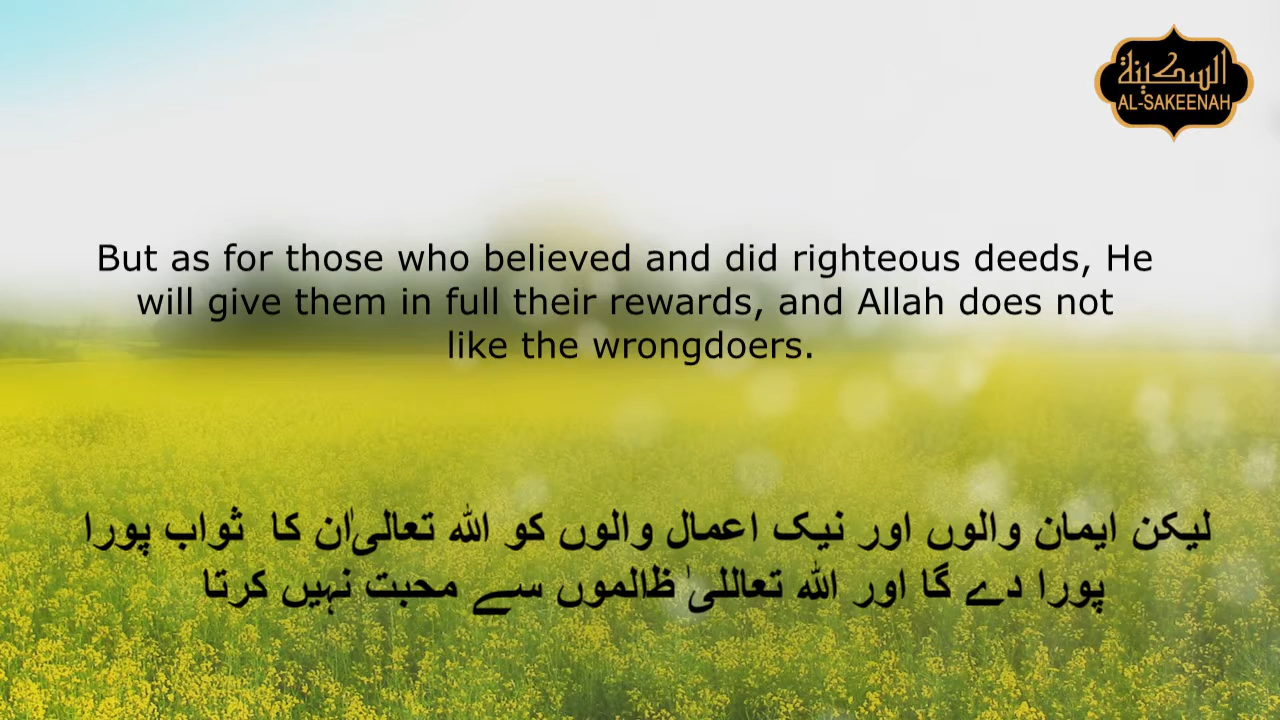 السكينة
AL-SAKEENAH
But as for those who believed and did righteous deeds, He
will give them in full their rewards, and Allah does not
like the wrongdoers.
لیکن ایمان والوں اور نیک اعمال والوں کو اللہ تعالیٰ ان کا ثواب پورا
پورا دے گا اور اللہ تعاللیٰ ظالموں سے محبت نہیں کرتا